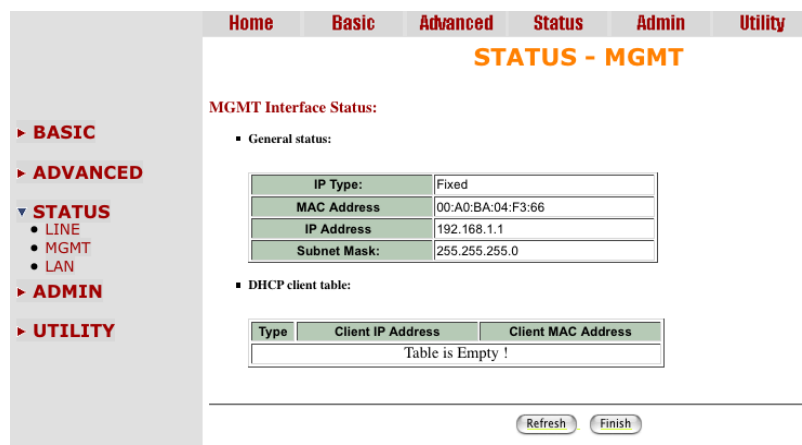 Home Basic Advanced Status Admin Utility
STATUS - MGMT
BASIC
ADVANCED
STATUS
LINE
MGMT
LAN
ADMIN
UTILITY
MGMT Interface Status:
General status:
IP Type: Fixed
MAC Address 00:A0:BA:04:F3:66
IP Address 192.168.1.1
Subnet Mask: 255.255.255.0
DHCP client table:
Type Client IP Address Client MAC Address
Table is Empty !
Refresh Finish